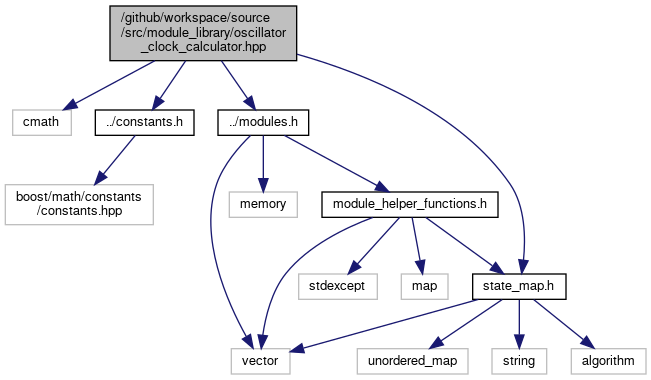 /github/workspace/source
/src/module_library/oscillator
_clock_calculator.hpp
cmath
../constants.h
../modules.h
boost/math/constants
/constants.hpp
memory
module_helper_functions.h
stdexcept
map
state_map.h
vector
unordered_map
string
algorithm